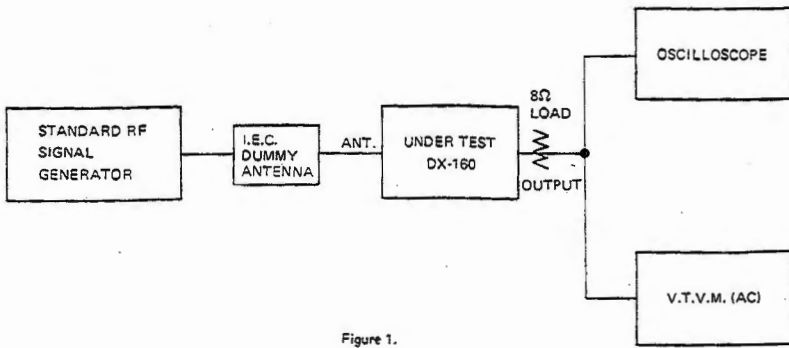 STANDARD RF
SIGNAL
GENERATOR
I.E.C.
DUMMY
ANTENNA
ANT.
UNDER TEST
DX-160
8Ω
LOAD
OUTPUT
OSCILLOSCOPE
V.T.V.M. (AC)
Figure 1.